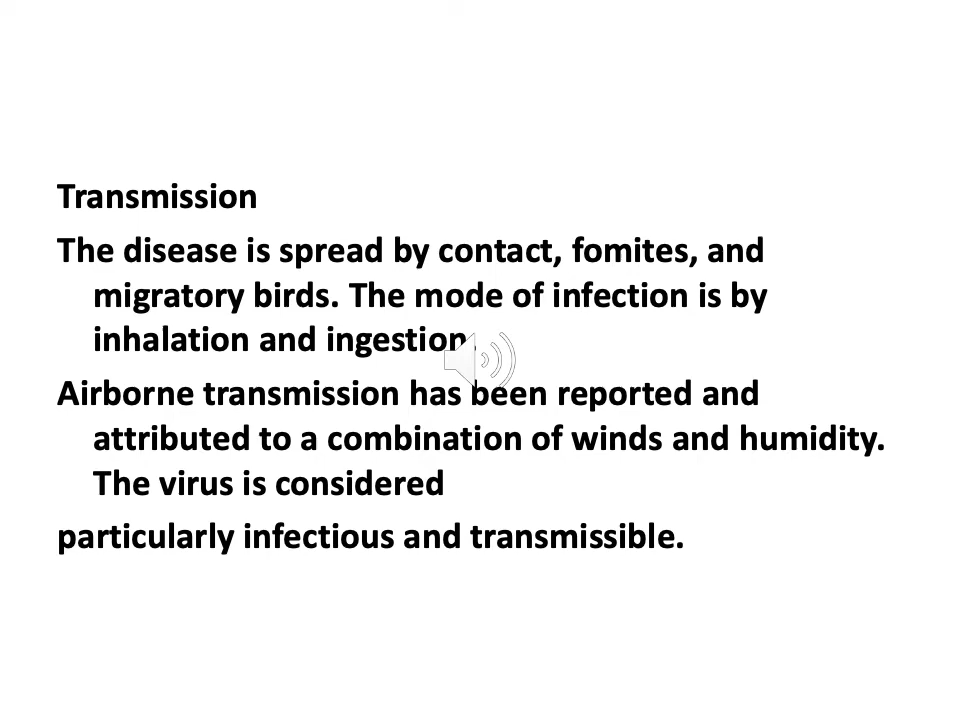 Transmission
The disease is spread by contact, fomites, and
migratory birds. The mode of infection is by
inhalation and ingestion.
Airborne transmission has been reported and
attributed to a combination of winds and humidity.
The virus is considered
particularly infectious and transmissible.